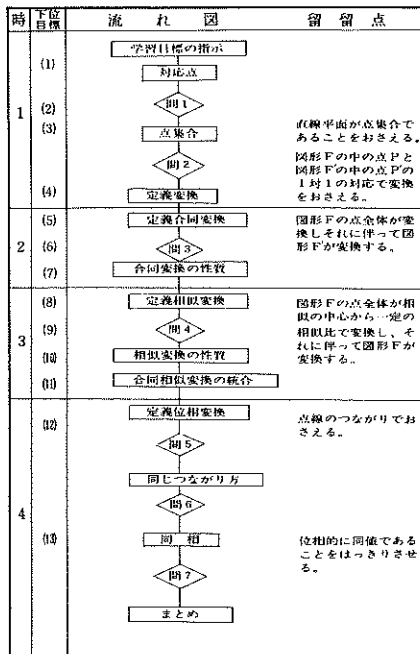 時 下位目標 流れ図 留留点
1
学習目標の指示
(1) 対応点
(2) 問1
(3) 点集合
直線平面が点集合で
あることをおさえる。
問2
図形Fの中の点Pと
図形F'の中の点P'の
1対1の対応で変換
をおさえる。
(4) 定義変換
2
(5) 定義合同変換
図形Fの点全体が変
換しそれに伴って図
形F'が変換する。
(6) 問3
(7) 合同変換の性質
3
(8) 定義相似変換
図形Fの点全体が相
似の中心から一定の
相似比で変換し、そ
れに伴って図形Fが
変換する。
(9) 問4
(10) 相似変換の性質
(11) 合同相似変換の統合
4
(12) 定義位相変換
点線のつながりでお
さえる。
問5
同じつながり方
問6
(13) 同相
位相的に同値である
ことをはっきりさせ
る。
問7
まとめ